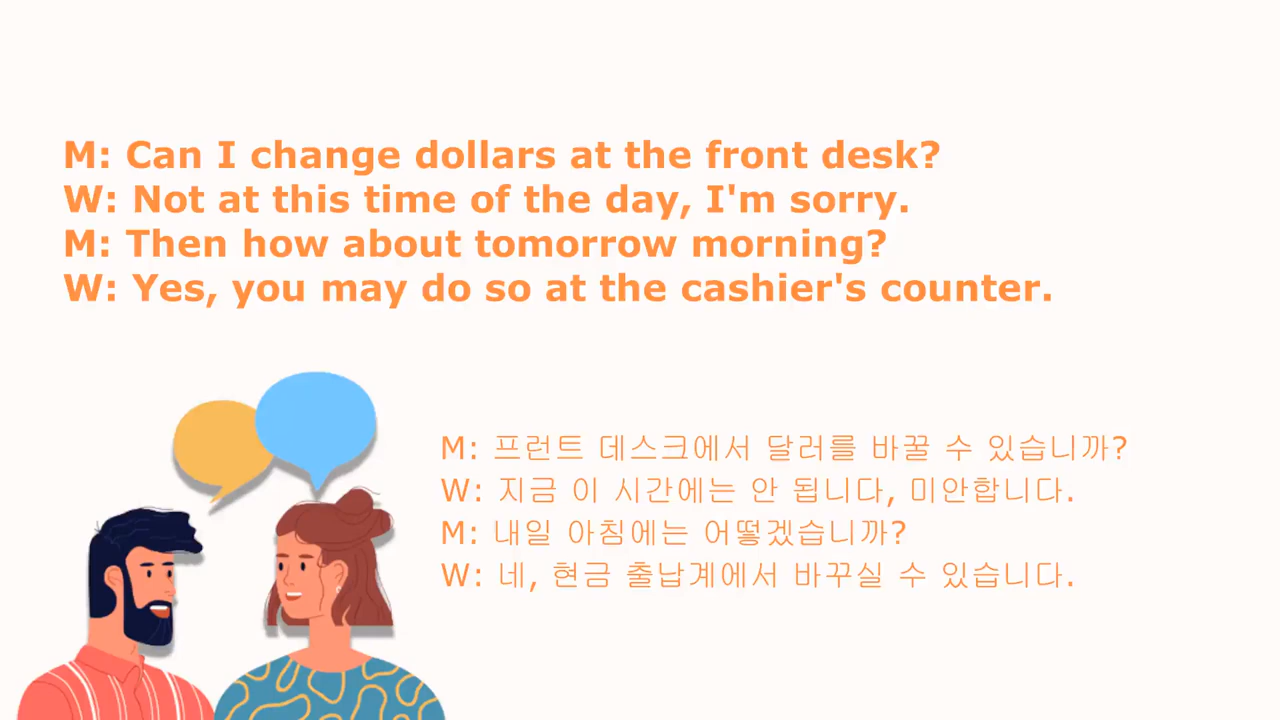 M: Can I change dollars at the front desk?
W: Not at this time of the day, I'm sorry.
M: Then how about tomorrow morning?
W: Yes, you may do so at the cashier's counter.
M: 프런트 데스크에서 달러를 바꿀 수 있습니까?
W: 지금 이 시간에는 안 됩니다, 미안합니다.
M: 내일 아침에는 어떻겠습니까?
W: 네, 현금 출납계에서 바꾸실 수 있습니다.